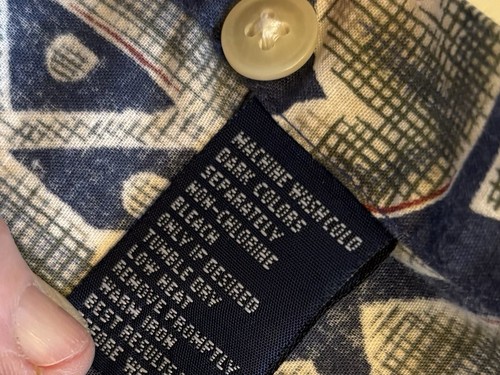 MACHINE WASH COLD
DARK COLORS
SEPARATELY
NON-CHLORINE
BLEACH
ONLY IF DESIRED
TUMBLE DRY
LOW HEAT
REMOVE PROMPTLY
WARM IRON
BEST RESULTS